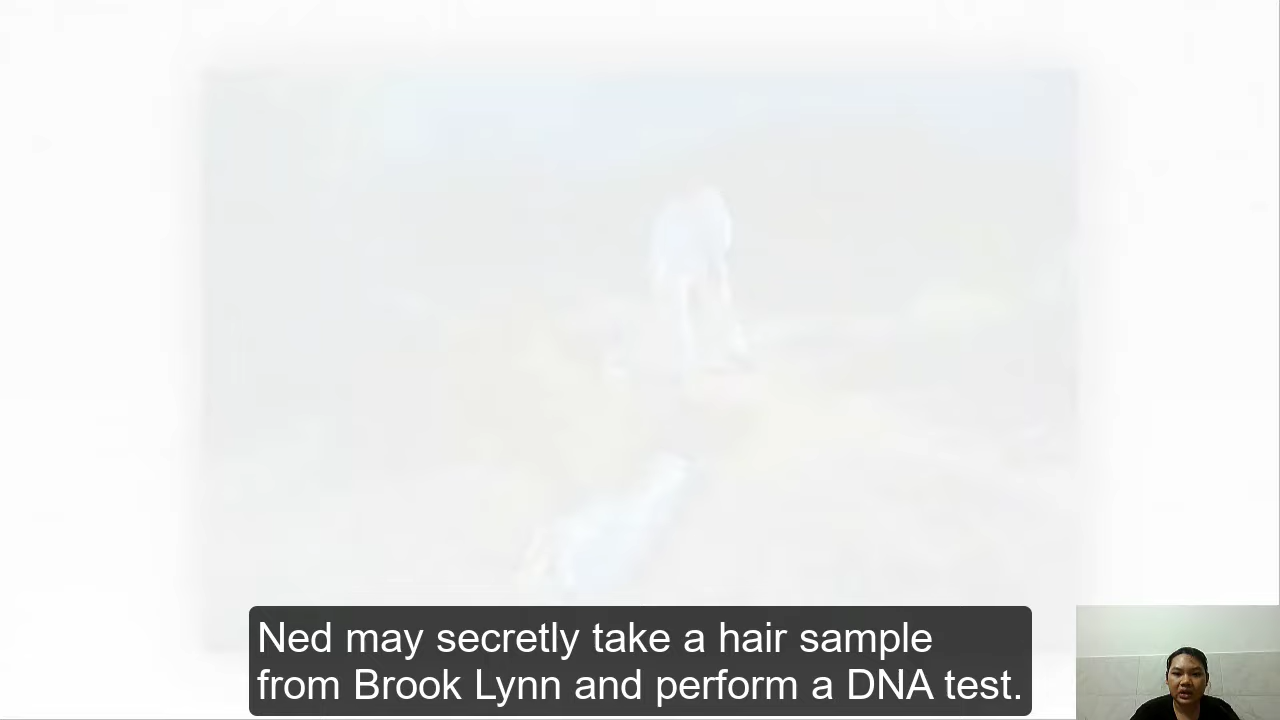 Ned may secretly take a hair sample
from Brook Lynn and perform a DNA test.